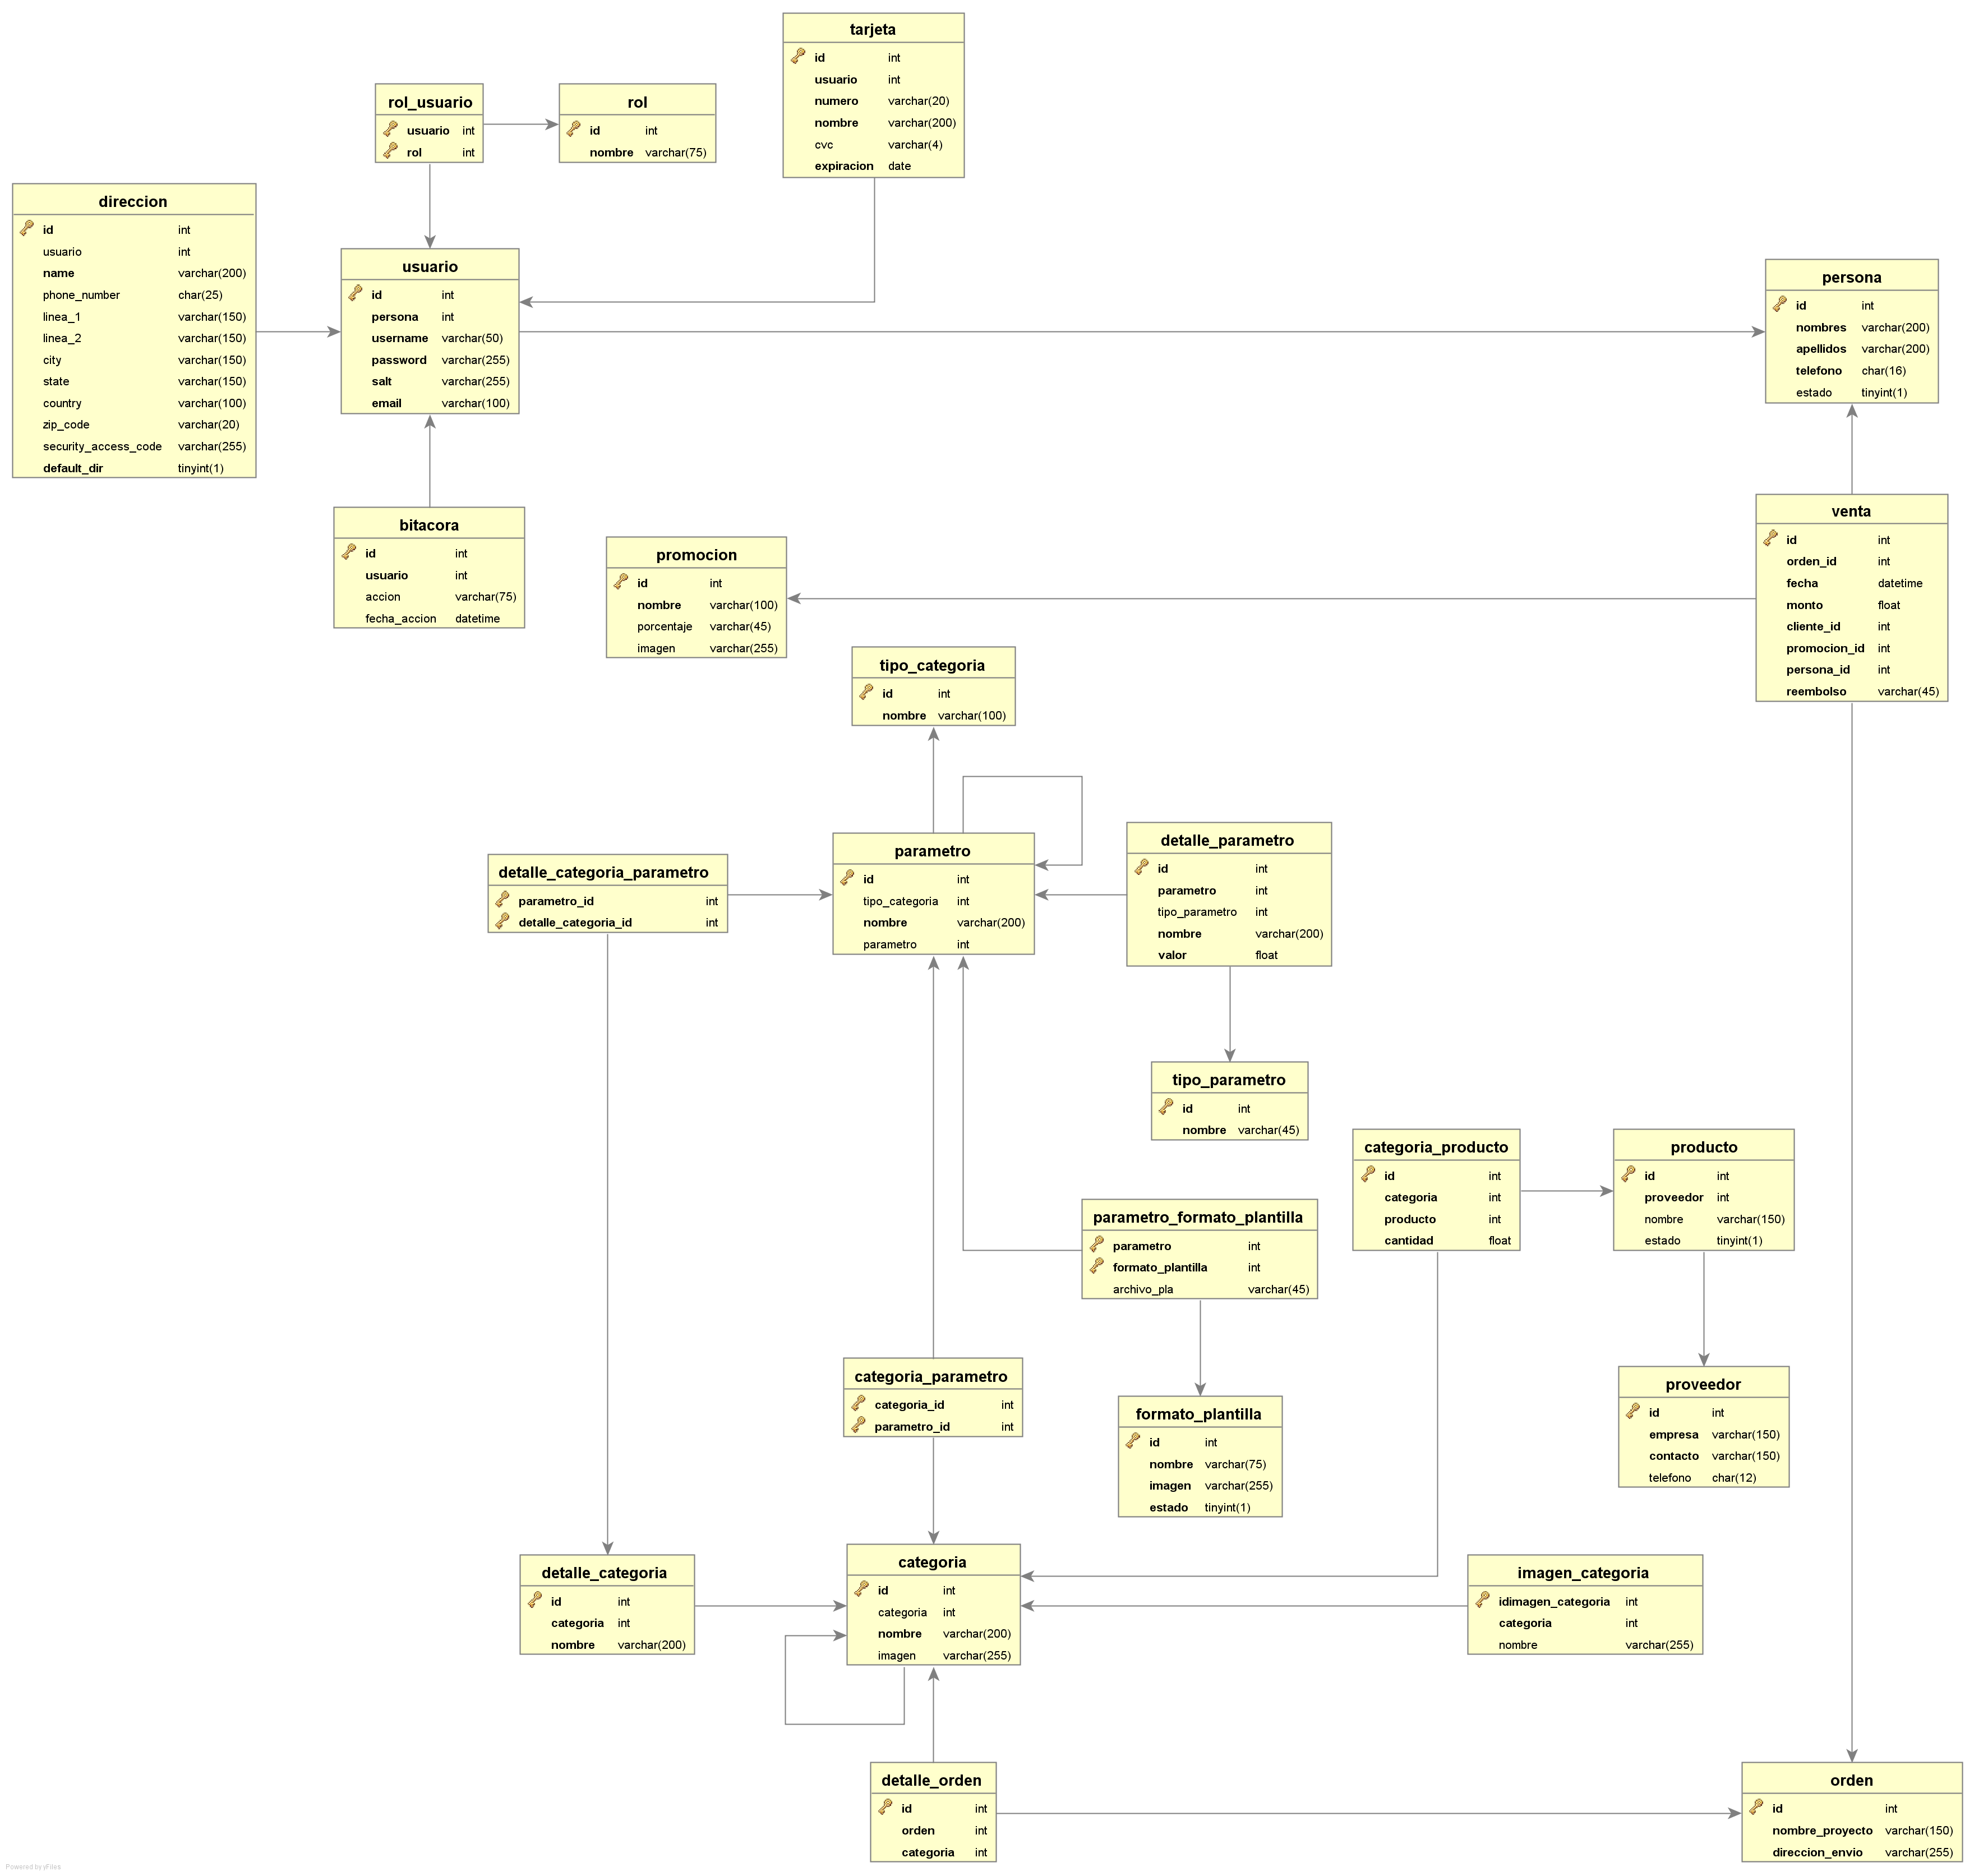 tarjeta
id int
usuario int
numero varchar(20)
nombre varchar(200)
cvc varchar(4)
expiracion date
rol_usuario
usuario int
rol int
rol
id int
nombre varchar(75)
direccion
id int
usuario int
name varchar(200)
phone_number char(25)
linea_1 varchar(150)
linea_2 varchar(150)
city varchar(150)
state varchar(150)
country varchar(100)
zip_code varchar(20)
security_access_code varchar(255)
default_dir tinyint(1)
usuario
id int
persona int
username varchar(50)
password varchar(255)
salt varchar(255)
email varchar(100)
persona
id int
nombres varchar(200)
apellidos varchar(200)
telefono char(16)
estado tinyint(1)
bitacora
id int
usuario int
accion varchar(75)
fecha_accion datetime
promocion
id int
nombre varchar(100)
porcentaje varchar(45)
imagen varchar(255)
venta
id int
orden_id int
fecha datetime
monto float
cliente_id int
promocion_id int
persona_id int
reembolso varchar(45)
tipo_categoria
id int
nombre varchar(100)
parametro
id int
tipo_categoria int
nombre varchar(200)
parametro int
detalle_parametro
id int
parametro int
tipo_parametro int
nombre varchar(200)
valor float
detalle_categoria_parametro
parametro_id int
detalle_categoria_id int
tipo_parametro
id int
nombre varchar(45)
categoria_producto
id int
categoria int
producto int
cantidad float
producto
id int
proveedor int
nombre varchar(150)
estado tinyint(1)
parametro_formato_plantilla
parametro int
formato_plantilla int
archivo_pla varchar(45)
categoria_parametro
categoria_id int
parametro_id int
formato_plantilla
id int
nombre varchar(75)
imagen varchar(255)
estado tinyint(1)
proveedor
id int
empresa varchar(150)
contacto varchar(150)
telefono char(12)
detalle_categoria
id int
categoria int
nombre varchar(200)
categoria
id int
categoria int
nombre varchar(200)
imagen varchar(255)
imagen_categoria
idimagen_categoria int
categoria int
nombre varchar(255)
detalle_orden
id int
orden int
categoria int
orden
id int
nombre_proyecto varchar(150)
direccion_envio varchar(255)
Powered by yFiles